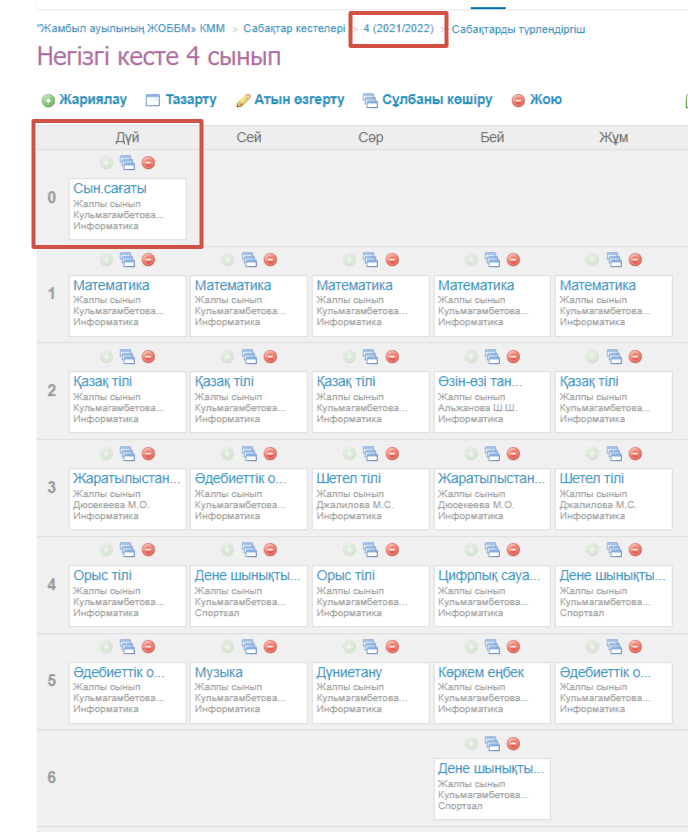 "Жамбыл ауылының ЖОББМ» КММ > Сабақтар кестелері > 4 (2021/2022) > Сабақтарды түрлендіргіш
Негізгі кесте 4 сынып
Жариялау Тазарту Атын өзгерту Сұлбаны көшіру Жою
Дүй Сей Сәр Бей Жұм
0
Сын.сағаты
Жалпы сынып
Кульмагамбетова...
Информатика
1
Математика Математика Математика Математика Математика
Жалпы сынып Жалпы сынып Жалпы сынып Жалпы сынып Жалпы сынып
Кульмагамбетова... Кульмагамбетова... Кульмагамбетова... Кульмагамбетова... Кульмагамбетова...
Информатика Информатика Информатика Информатика Информатика
2
Қазақ тілі Қазақ тілі Қазақ тілі Өзін-өзі тан... Қазақ тілі
Жалпы сынып Жалпы сынып Жалпы сынып Жалпы сынып Жалпы сынып
Кульмагамбетова... Кульмагамбетова... Кульмагамбетова... Альжанова Ш.Ш. Кульмагамбетова...
Информатика Информатика Информатика Информатика Информатика
3
Жаратылыстан... Әдебиеттік о... Шетел тілі Жаратылыстан... Шетел тілі
Жалпы сынып Жалпы сынып Жалпы сынып Жалпы сынып Жалпы сынып
Дюсекеева М.О. Кульмагамбетова... Джалилова М.С. Дюсекеева М.О. Джалилова М.С.
Информатика Информатика Информатика Информатика Информатика
4
Орыс тілі Дене шынықты... Орыс тілі Цифрлық сауа... Дене шынықты...
Жалпы сынып Жалпы сынып Жалпы сынып Жалпы сынып Жалпы сынып
Кульмагамбетова... Кульмагамбетова... Кульмагамбетова... Кульмагамбетова... Кульмагамбетова...
Информатика Спортзал Информатика Информатика Спортзал
5
Әдебиеттік о... Музыка Дүниетану Көркем еңбек Әдебиеттік о...
Жалпы сынып Жалпы сынып Жалпы сынып Жалпы сынып Жалпы сынып
Кульмагамбетова... Кульмагамбетова... Кульмагамбетова... Кульмагамбетова... Кульмагамбетова...
Информатика Информатика Информатика Информатика Информатика
6
Дене шынықты...
Жалпы сынып
Кульмагамбетова...
Спортзал